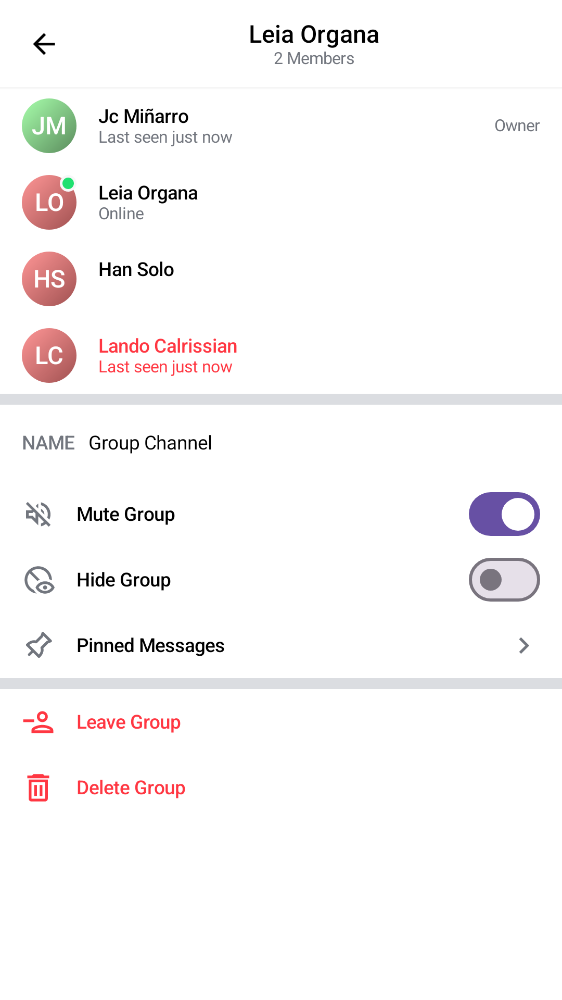 Leia Organa
2 Members
JM
Jc Miñarro
Last seen just now
Owner
LO
Leia Organa
Online
HS
Han Solo
LC
Lando Calrissian
Last seen just now
NAME Group Channel
Mute Group
Hide Group
Pinned Messages
Leave Group
Delete Group